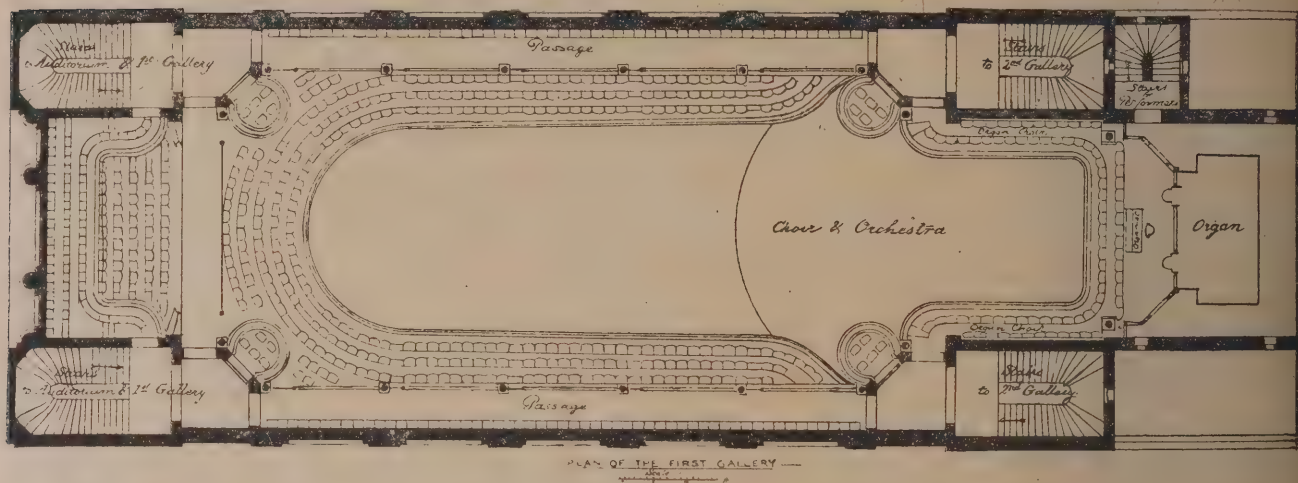 Stairs
to Auditorium & 1st Gallery
Passage
Stairs
to 2nd Gallery
Stairs
Performers
Organ Choir
Choir & Orchestra
Organist
Organ
Organ Choir
Stairs
to Auditorium & 1st Gallery
Passage
Stairs
to 2nd Gallery
PLAN OF THE FIRST GALLERY